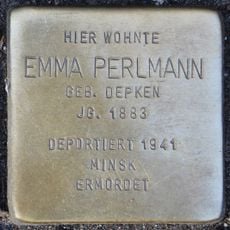 HIER WOHNTE
EMMA PERLMANN
GEB. DEPKEN
JG. 1883
DEPORTIERT 1941
MINSK
ERMORDET